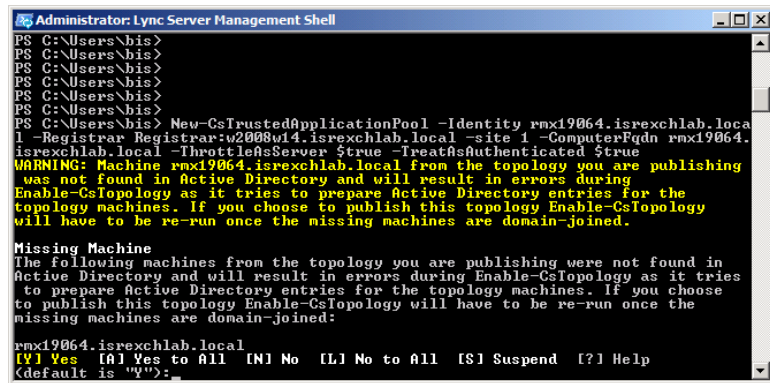 Administrator: Lync Server Management Shell
PS C:\Users\bis>
PS C:\Users\bis>
PS C:\Users\bis>
PS C:\Users\bis>
PS C:\Users\bis>
PS C:\Users\bis>
PS C:\Users\bis> New-CsTrustedApplicationPool -Identity rmx19064.isrexchlab.loca
l -Registrar Registrar:w2008w14.isrexchlab.local -site 1 -ComputerFqdn rmx19064.
isrexchlab.local -ThrottleAsServer $true -TreatAsAuthenticated $true
WARNING: Machine rmx19064.isrexchlab.local from the topology you are publishing
was not found in Active Directory and will result in errors during
Enable-CsTopology as it tries to prepare Active Directory entries for the
topology machines. If you choose to publish this topology Enable-CsTopology
will have to be re-run once the missing machines are domain-joined.
Missing Machine
The following machines from the topology you are publishing were not found in
Active Directory and will result in errors during Enable-CsTopology as it tries
to prepare Active Directory entries for the topology machines. If you choose
to publish this topology Enable-CsTopology will have to be re-run once the
missing machines are domain-joined:
rmx19064.isrexchlab.local
[Y] Yes [A] Yes to All [N] No [L] No to All [S] Suspend [?] Help
(default is "Y"):_